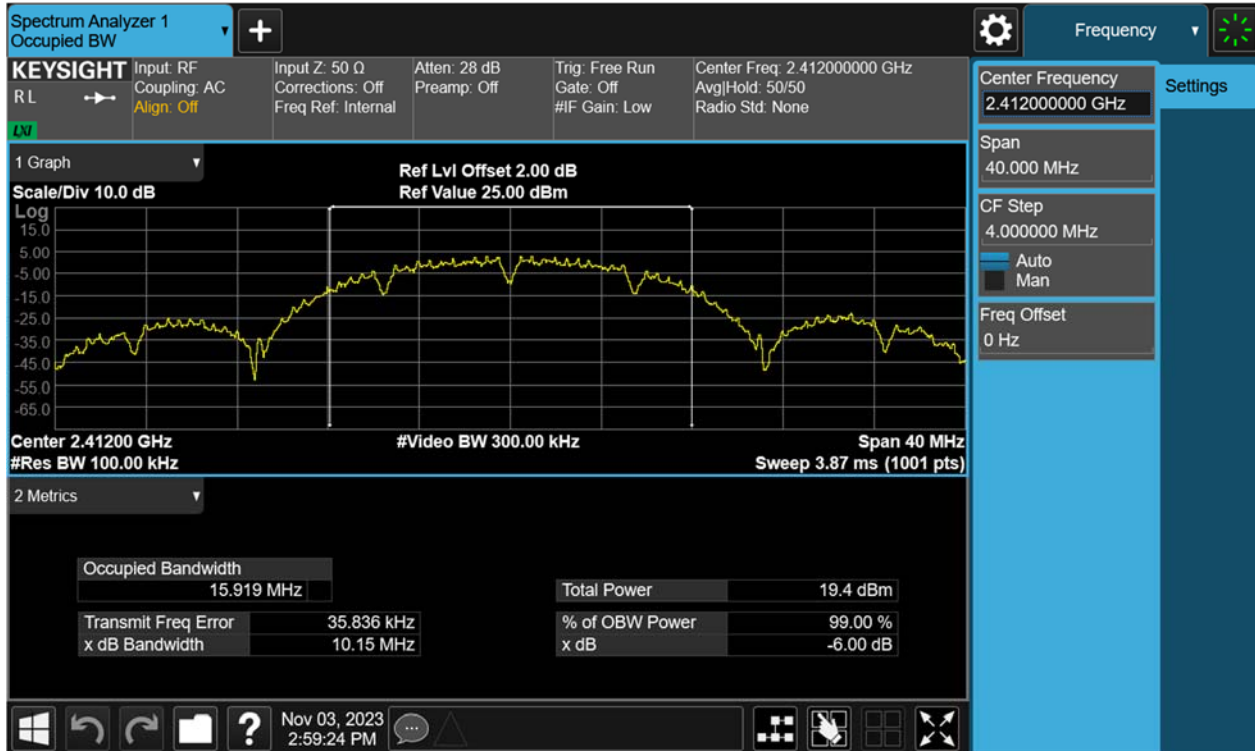 Spectrum Analyzer 1
Occupied BW
+
Frequency
KEYSIGHT
R L
LXI
Input: RF
Coupling: AC
Align: Off
Input Z: 50 Ω
Corrections: Off
Freq Ref: Internal
Atten: 28 dB
Preamp: Off
Trig: Free Run
Gate: Off
#IF Gain: Low
Center Freq: 2.412000000 GHz
Avg|Hold: 50/50
Radio Std: None
Center Frequency
2.412000000 GHz
Settings
Span
40.000 MHz
CF Step
4.000000 MHz
Auto
Man
Freq Offset
0 Hz
1 Graph
Ref Lvl Offset 2.00 dB
Scale/Div 10.0 dB
Ref Value 25.00 dBm
Log
15.0
5.00
-5.00
-15.0
-25.0
-35.0
-45.0
-55.0
-65.0
Center 2.41200 GHz
#Video BW 300.00 kHz
Span 40 MHz
#Res BW 100.00 kHz
Sweep 3.87 ms (1001 pts)
2 Metrics
Occupied Bandwidth
15.919 MHz
Total Power 19.4 dBm
Transmit Freq Error 35.836 kHz
% of OBW Power 99.00 %
x dB Bandwidth 10.15 MHz
x dB -6.00 dB
?
Nov 03, 2023
2:59:24 PM